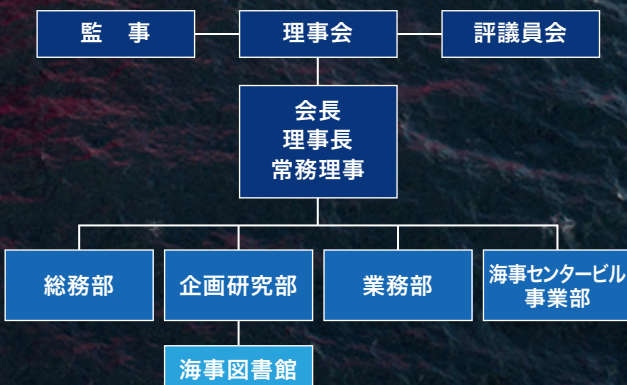 監　事
理事会
評議員会
会長
理事長
常務理事
総務部
企画研究部
業務部
海事センタービル
事業部
海事図書館